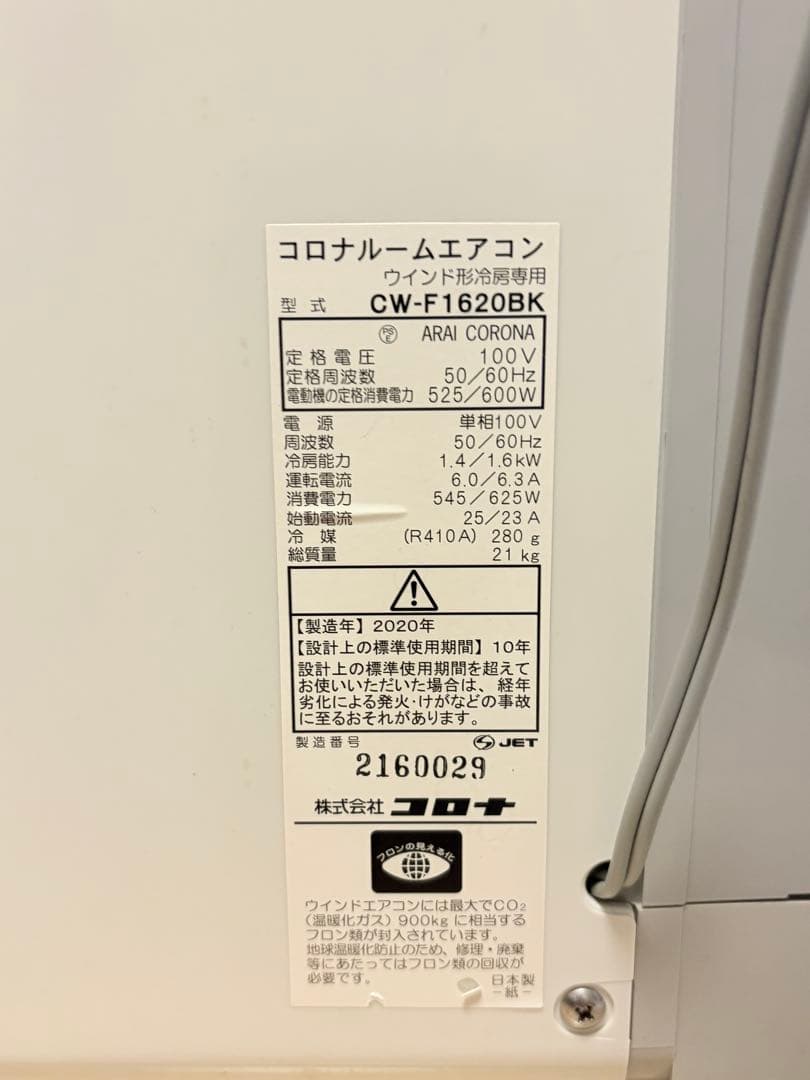 コロナルームエアコン
ウインド形冷房専用
型式 CW-F1620BK
PSE ARAI CORONA
定格電圧 100V
定格周波数 50/60Hz
電動機の定格消費電力 525/600W
電源 単相100V
周波数 50/60Hz
冷房能力 1.4/1.6kW
運転電流 6.0/6.3A
消費電力 545/625W
始動電流 25/23A
冷媒 (R410A) 280g
総質量 21kg
【製造年】2020年
【設計上の標準使用期間】10年
設計上の標準使用期間を超えて
お使いいただいた場合は、経年
劣化による発火・けがなどの事故
に至るおそれがあります。
製造番号 JET
2160029
株式会社 コロナ
フロンの見える化
ウインドエアコンには最大でCO₂
(温暖化ガス)900kgに相当する
フロン類が封入されています。
地球温暖化防止のため、修理・廃棄
等にあたってはフロン類の回収が
必要です。 日本製
-紙-